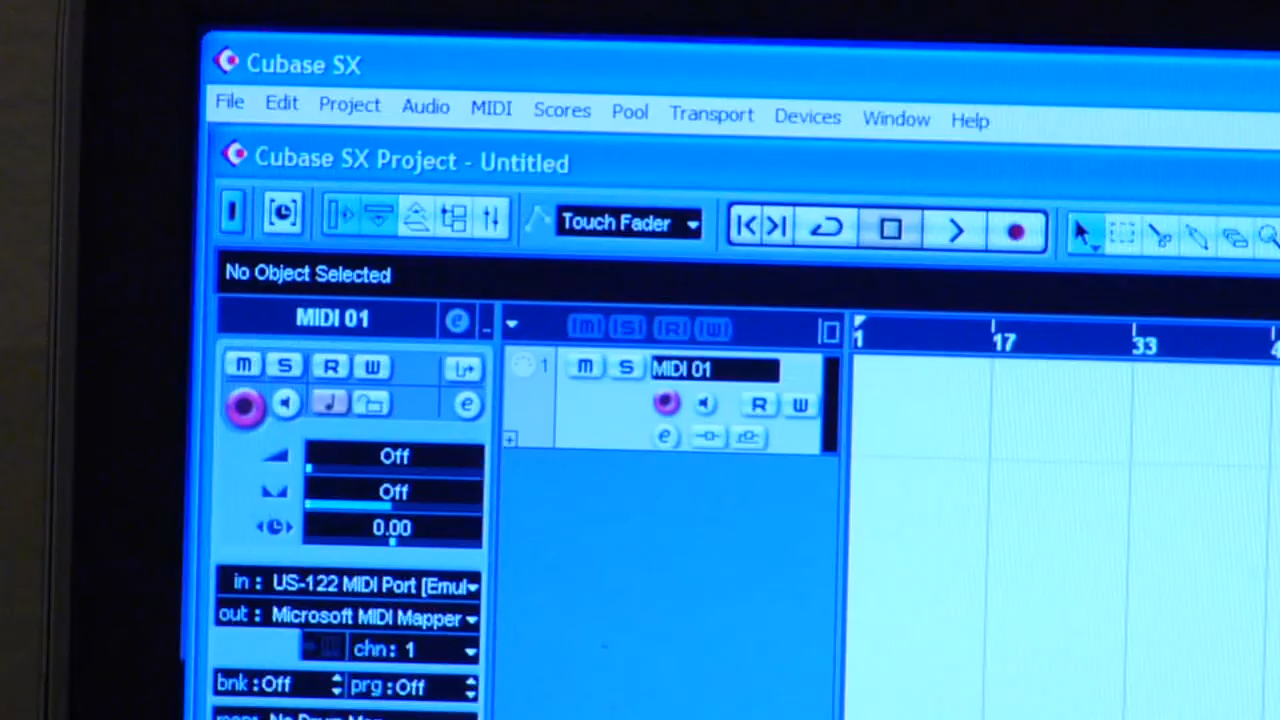 Cubase SX
File Edit Project Audio MIDI Scores Pool Transport Devices Window Help
Cubase SX Project - Untitled
Touch Fader
No Object Selected
MIDI 01 e [M] [S] [R] [W] 1 17 33
M S R W 1 M S MIDI 01
e R W
e
Off
Off
0.00
in : US-122 MIDI Port [Emul
out : Microsoft MIDI Mapper
chn: 1
bnk :Off prg :Off